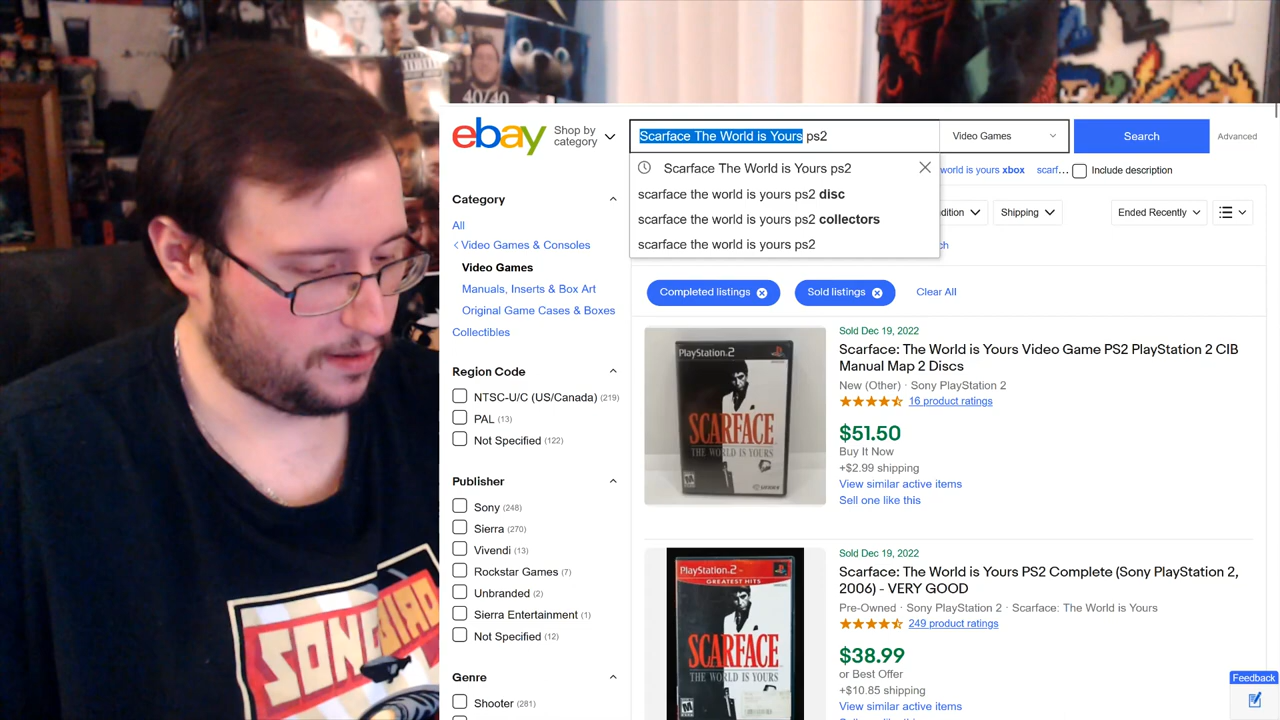 40/40
ebay
Shop by
category
Scarface The World is Yours ps2
Video Games
Search
Advanced
Scarface The World is Yours ps2
scarface the world is yours ps2 disc
scarface the world is yours ps2 collectors
scarface the world is yours ps2
world is yours xbox
scarf...
Include description
dition
Shipping
Ended Recently
ch
Category
All
Video Games & Consoles
Video Games
Manuals, Inserts & Box Art
Original Game Cases & Boxes
Collectibles
Completed listings
Sold listings
Clear All
Region Code
NTSC-U/C (US/Canada) (219)
PAL (13)
Not Specified (122)
Publisher
Sony (248)
Sierra (270)
Vivendi (13)
Rockstar Games (7)
Unbranded (2)
Sierra Entertainment (1)
Not Specified (12)
Genre
Shooter (281)
PlayStation.2
SCARFACE
THE WORLD IS YOURS
Sold Dec 19, 2022
Scarface: The World is Yours Video Game PS2 PlayStation 2 CIB
Manual Map 2 Discs
New (Other) · Sony PlayStation 2
16 product ratings
$51.50
Buy It Now
+$2.99 shipping
View similar active items
Sell one like this
PlayStation.2
GREATEST HITS
SCARFACE
THE WORLD IS YOURS
Sold Dec 19, 2022
Scarface: The World is Yours PS2 Complete (Sony PlayStation 2,
2006) - VERY GOOD
Pre-Owned · Sony PlayStation 2 · Scarface: The World is Yours
249 product ratings
$38.99
or Best Offer
+$10.85 shipping
View similar active items
Feedback